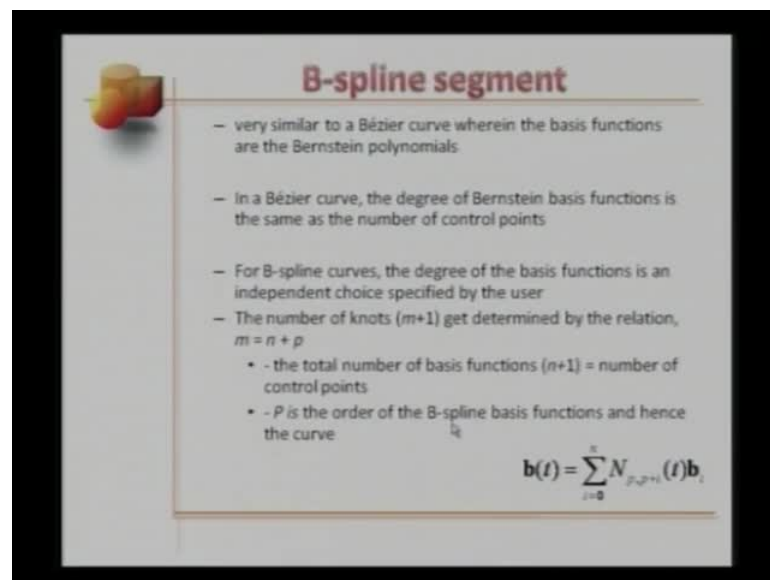 B-spline segment
– very similar to a Bézier curve wherein the basis functions
are the Bernstein polynomials
– In a Bézier curve, the degree of Bernstein basis functions is
the same as the number of control points
– For B-spline curves, the degree of the basis functions is an
independent choice specified by the user
– The number of knots (m+1) get determined by the relation,
m = n + p
• - the total number of basis functions (n+1) = number of
control points
• - P is the order of the B-spline basis functions and hence
the curve
b(t) = ∑ᵢ₌₀ⁿ Nₚ,ₚ₊ᵢ(t)bᵢ